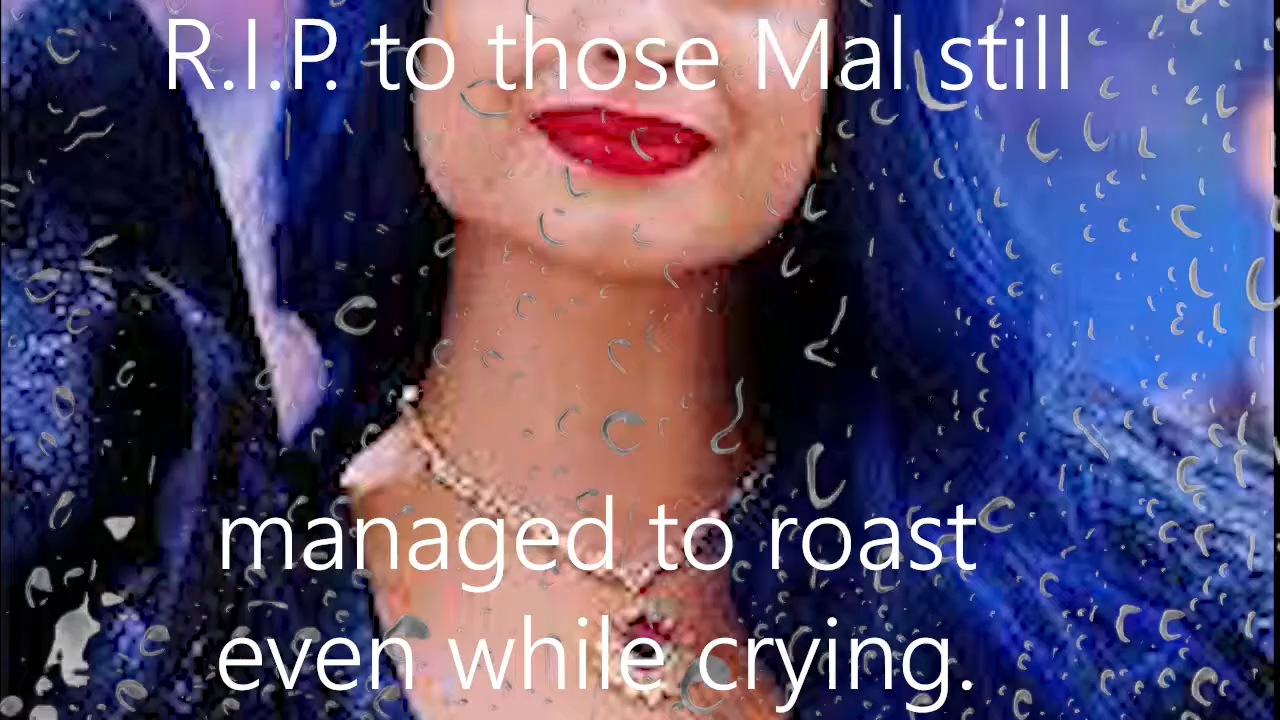 R.I.P. to those Mal still
managed to roast
even while crying.